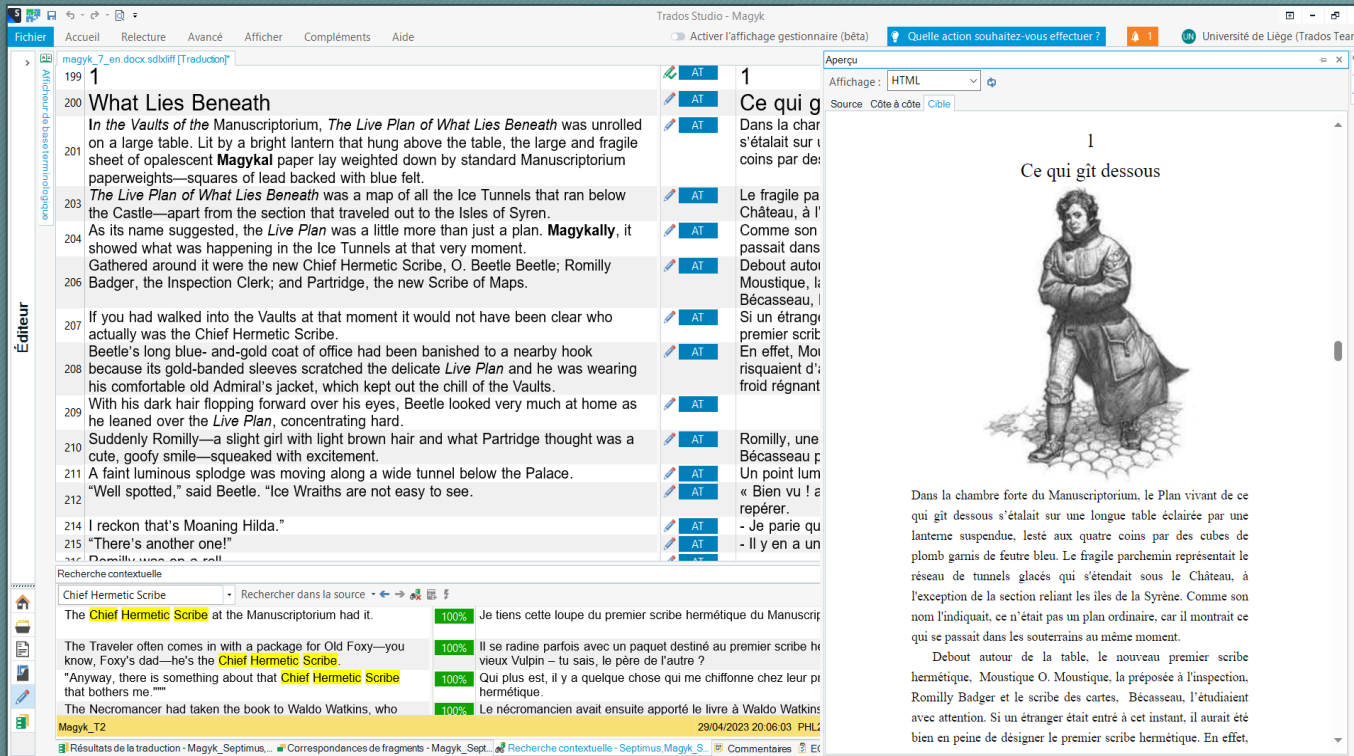 Trados Studio - Magyk
Fichier Accueil Relecture Avancé Afficher Compléments Aide
Activer l'affichage gestionnaire (bêta)
Quelle action souhaitez-vous effectuer ?
1
UN Université de Liège (Trados Tear
Éditeur
Afficheur de base terminologique
magyk_7_en.docx.sdlxliff [Traduction]*
199 1 AT 1
200 What Lies Beneath AT Ce qui g
201 In the Vaults of the Manuscriptorium, The Live Plan of What Lies Beneath was unrolled AT Dans la char
on a large table. Lit by a bright lantern that hung above the table, the large and fragile s'étalait sur
sheet of opalescent Magykal paper lay weighted down by standard Manuscriptorium coins par des
paperweights—squares of lead backed with blue felt.
203 The Live Plan of What Lies Beneath was a map of all the Ice Tunnels that ran below AT Le fragile pa
the Castle—apart from the section that traveled out to the Isles of Syren. Château, à l'
204 As its name suggested, the Live Plan was a little more than just a plan. Magykally, it AT Comme son
showed what was happening in the Ice Tunnels at that very moment. passait dans
206 Gathered around it were the new Chief Hermetic Scribe, O. Beetle Beetle; Romilly AT Debout auto
Badger, the Inspection Clerk; and Partridge, the new Scribe of Maps. Moustique, la
Bécasseau,
207 If you had walked into the Vaults at that moment it would not have been clear who AT Si un étrange
actually was the Chief Hermetic Scribe. premier scrib
208 Beetle's long blue- and-gold coat of office had been banished to a nearby hook AT En effet, Mou
because its gold-banded sleeves scratched the delicate Live Plan and he was wearing risquaient d'
his comfortable old Admiral's jacket, which kept out the chill of the Vaults. froid régnant
209 With his dark hair flopping forward over his eyes, Beetle looked very much at home as AT
he leaned over the Live Plan, concentrating hard.
210 Suddenly Romilly—a slight girl with light brown hair and what Partridge thought was a AT Romilly, une
cute, goofy smile—squeaked with excitement. Bécasseau p
211 A faint luminous splodge was moving along a wide tunnel below the Palace. AT Un point lum
212 “Well spotted,” said Beetle. “Ice Wraiths are not easy to see. AT « Bien vu ! a
repérer.
214 I reckon that's Moaning Hilda.” AT - Je parie qu
215 “There's another one!” AT - Il y en a un
Romilly was on a roll
Recherche contextuelle
Chief Hermetic Scribe Rechercher dans la source
The Chief Hermetic Scribe at the Manuscriptorium had it. 100% Je tiens cette loupe du premier scribe hermétique du Manuscrip
The Traveler often comes in with a package for Old Foxy—you 100% Il se radine parfois avec un paquet destiné au premier scribe he
know, Foxy's dad—he's the Chief Hermetic Scribe. vieux Vulpin – tu sais, le père de l'autre ?
"Anyway, there is something about that Chief Hermetic Scribe 100% Qui plus est, il y a quelque chose qui me chiffonne chez leur pr
that bothers me."""" hermétique.
The Necromancer had taken the book to Waldo Watkins, who 100% Le nécromancien avait ensuite apporté le livre à Waldo Watkins,
Magyk_T2 29/04/2023 20:06:03 PHL2
Résultats de la traduction - Magyk_Septimus,... Correspondances de fragments - Magyk_Sept... Recherche contextuelle - Septimus,Magyk_S... Commentaires
Aperçu
Affichage : HTML
Source Côte à côte Cible
1
Ce qui gît dessous
Dans la chambre forte du Manuscriptorium, le Plan vivant de ce
qui gît dessous s’étalait sur une longue table éclairée par une
lanterne suspendue, lesté aux quatre coins par des cubes de
plomb garnis de feutre bleu. Le fragile parchemin représentait le
réseau de tunnels glacés qui s'étendait sous le Château, à
l'exception de la section reliant les îles de la Syrène. Comme son
nom l'indiquait, ce n’était pas un plan ordinaire, car il montrait ce
qui se passait dans les souterrains au même moment.
Debout autour de la table, le nouveau premier scribe
hermétique, Moustique O. Moustique, la préposée à l'inspection,
Romilly Badger et le scribe des cartes, Bécasseau, l’étudiaient
avec attention. Si un étranger était entré à cet instant, il aurait été
bien en peine de désigner le premier scribe hermétique. En effet,